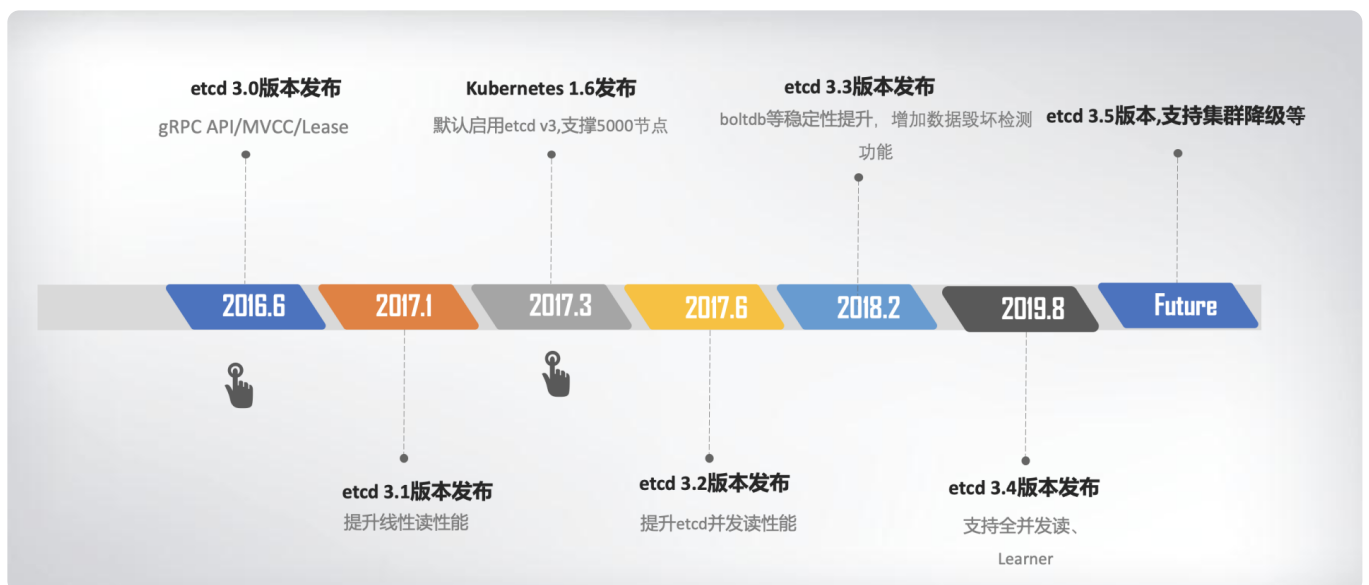 etcd 3.0版本发布
gRPC API/MVCC/Lease
Kubernetes 1.6发布
默认启用etcd v3,支撑5000节点
etcd 3.3版本发布
boltdb等稳定性提升，增加数据毁坏检测
功能
etcd 3.5版本,支持集群降级等
2016.6
2017.1
2017.3
2017.6
2018.2
2019.8
Future
etcd 3.1版本发布
提升线性读性能
etcd 3.2版本发布
提升etcd并发读性能
etcd 3.4版本发布
支持全并发读、
Learner